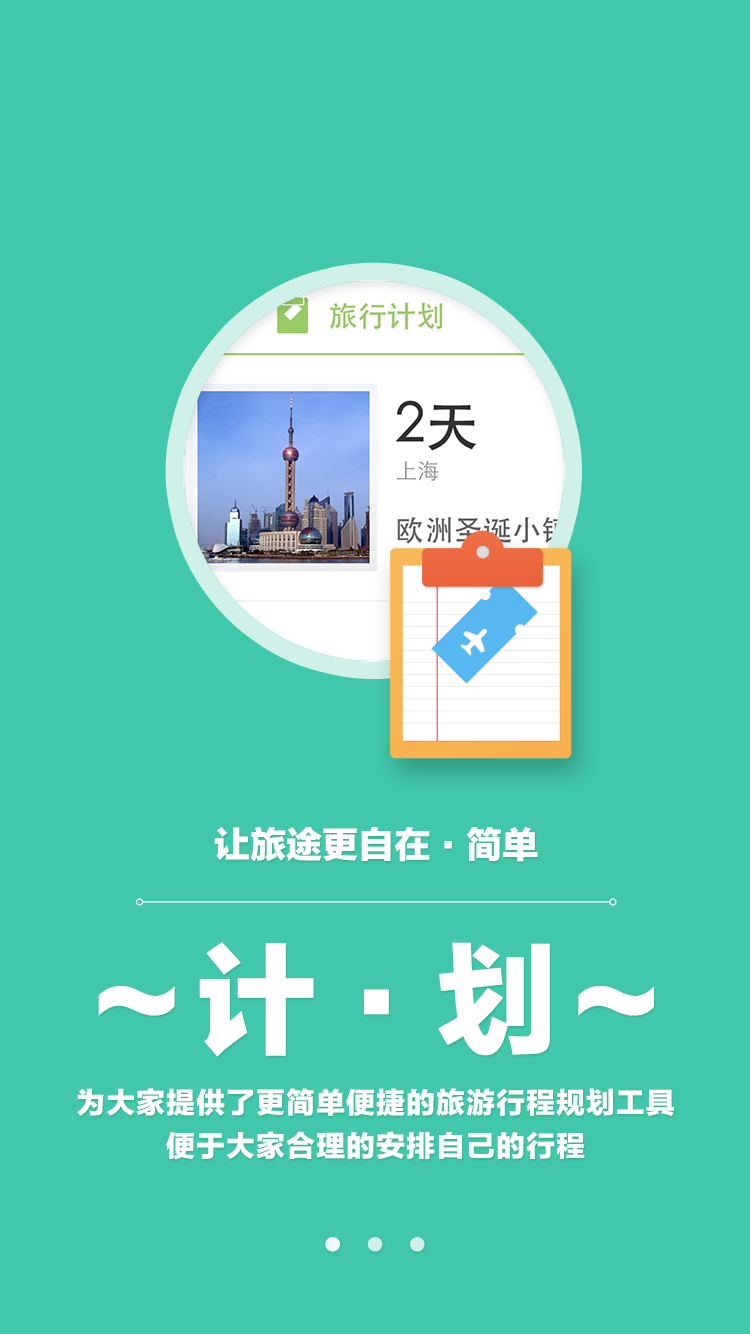 旅行计划
2天
上海
欧洲圣诞小镇
让旅途更自在·简单
~计·划~
为大家提供了更简单便捷的旅游行程规划工具
便于大家合理的安排自己的行程